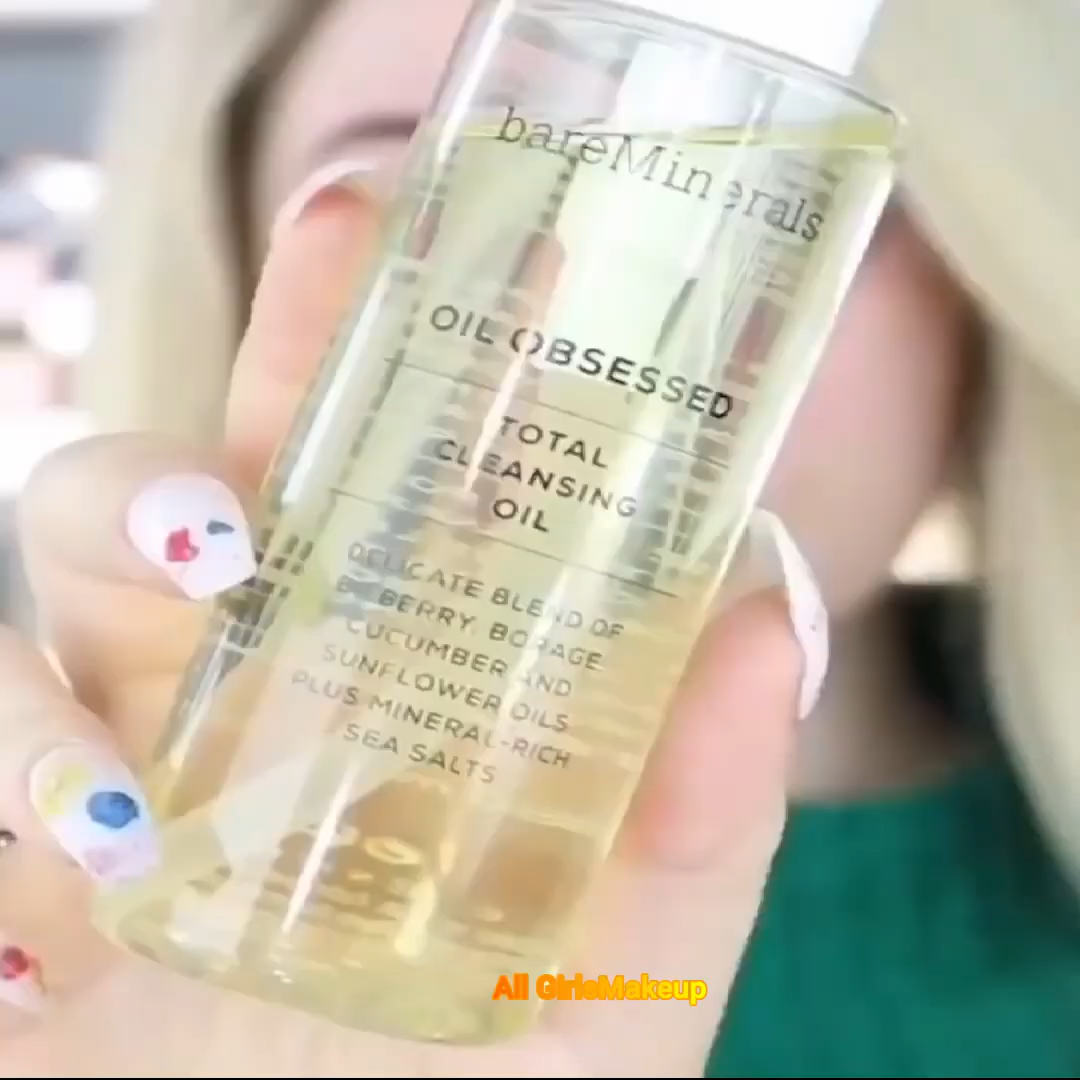 bareMinerals
OIL OBSESSED
TOTAL
CLEANSING
OIL
DELICATE BLEND OF
BILBERRY, BORAGE
CUCUMBER AND
SUNFLOWER OILS
PLUS MINERAL-RICH
SEA SALTS
All GirlsMakeup